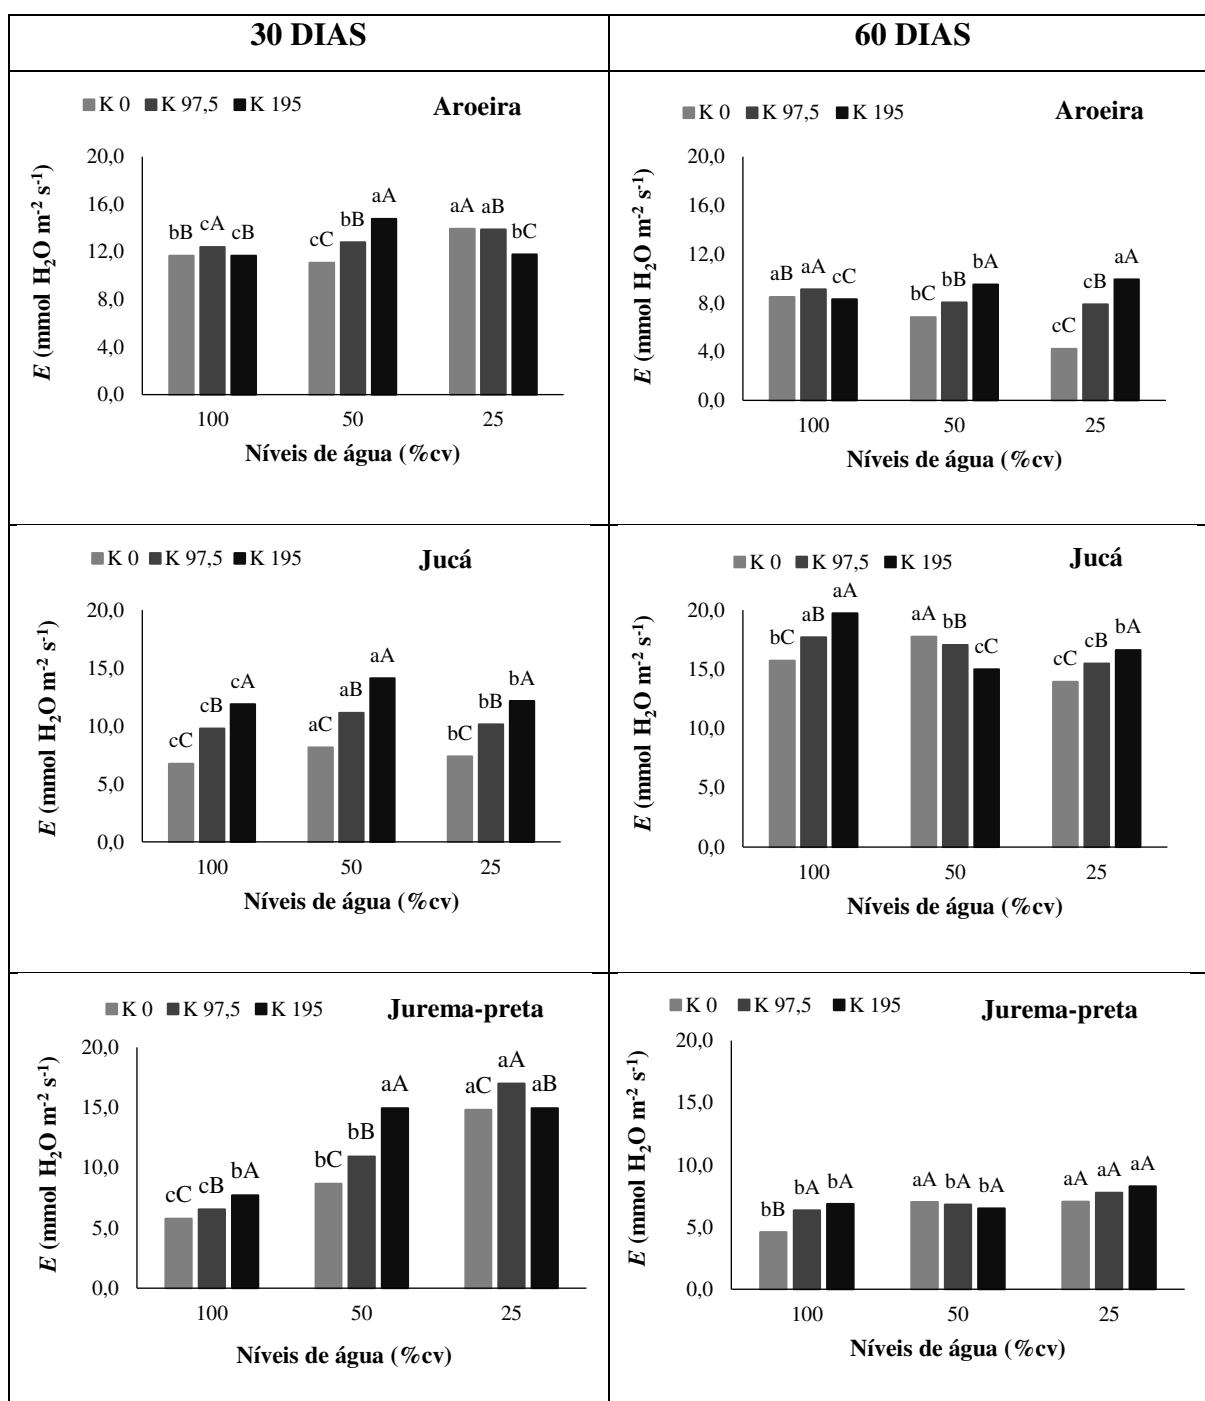 30 DIAS
60 DIAS
K 0 K 97,5 K 195
Aroeira
E (mmol H₂O m⁻² s⁻¹)
20,0
16,0
12,0
8,0
4,0
0,0
bB cA cB cC bB aA aA aB bC
100 50 25
Níveis de água (%cv)
K 0 K 97,5 K 195
Aroeira
E (mmol H₂O m⁻² s⁻¹)
20,0
16,0
12,0
8,0
4,0
0,0
aB aA cC bC bB bA cC cB aA
100 50 25
Níveis de água (%cv)
K 0 K 97,5 K 195
Jucá
E (mmol H₂O m⁻² s⁻¹)
20,0
15,0
10,0
5,0
0,0
cC cB cA aC aB aA bC bB bA
100 50 25
Níveis de água (%cv)
K 0 K 97,5 K 195
Jucá
E (mmol H₂O m⁻² s⁻¹)
20,0
15,0
10,0
5,0
0,0
bC aB aA aA bB cC cC cB bA
100 50 25
Níveis de água (%cv)
K 0 K 97,5 K 195
Jurema-preta
E (mmol H₂O m⁻² s⁻¹)
20,0
15,0
10,0
5,0
0,0
cC cB bA bC bB aA aC aA aB
100 50 25
Níveis de água (%cv)
K 0 K 97,5 K 195
Jurema-preta
E (mmol H₂O m⁻² s⁻¹)
20,0
15,0
10,0
5,0
0,0
bB bA bA aA bA bA aA aA aA
100 50 25
Níveis de água (%cv)